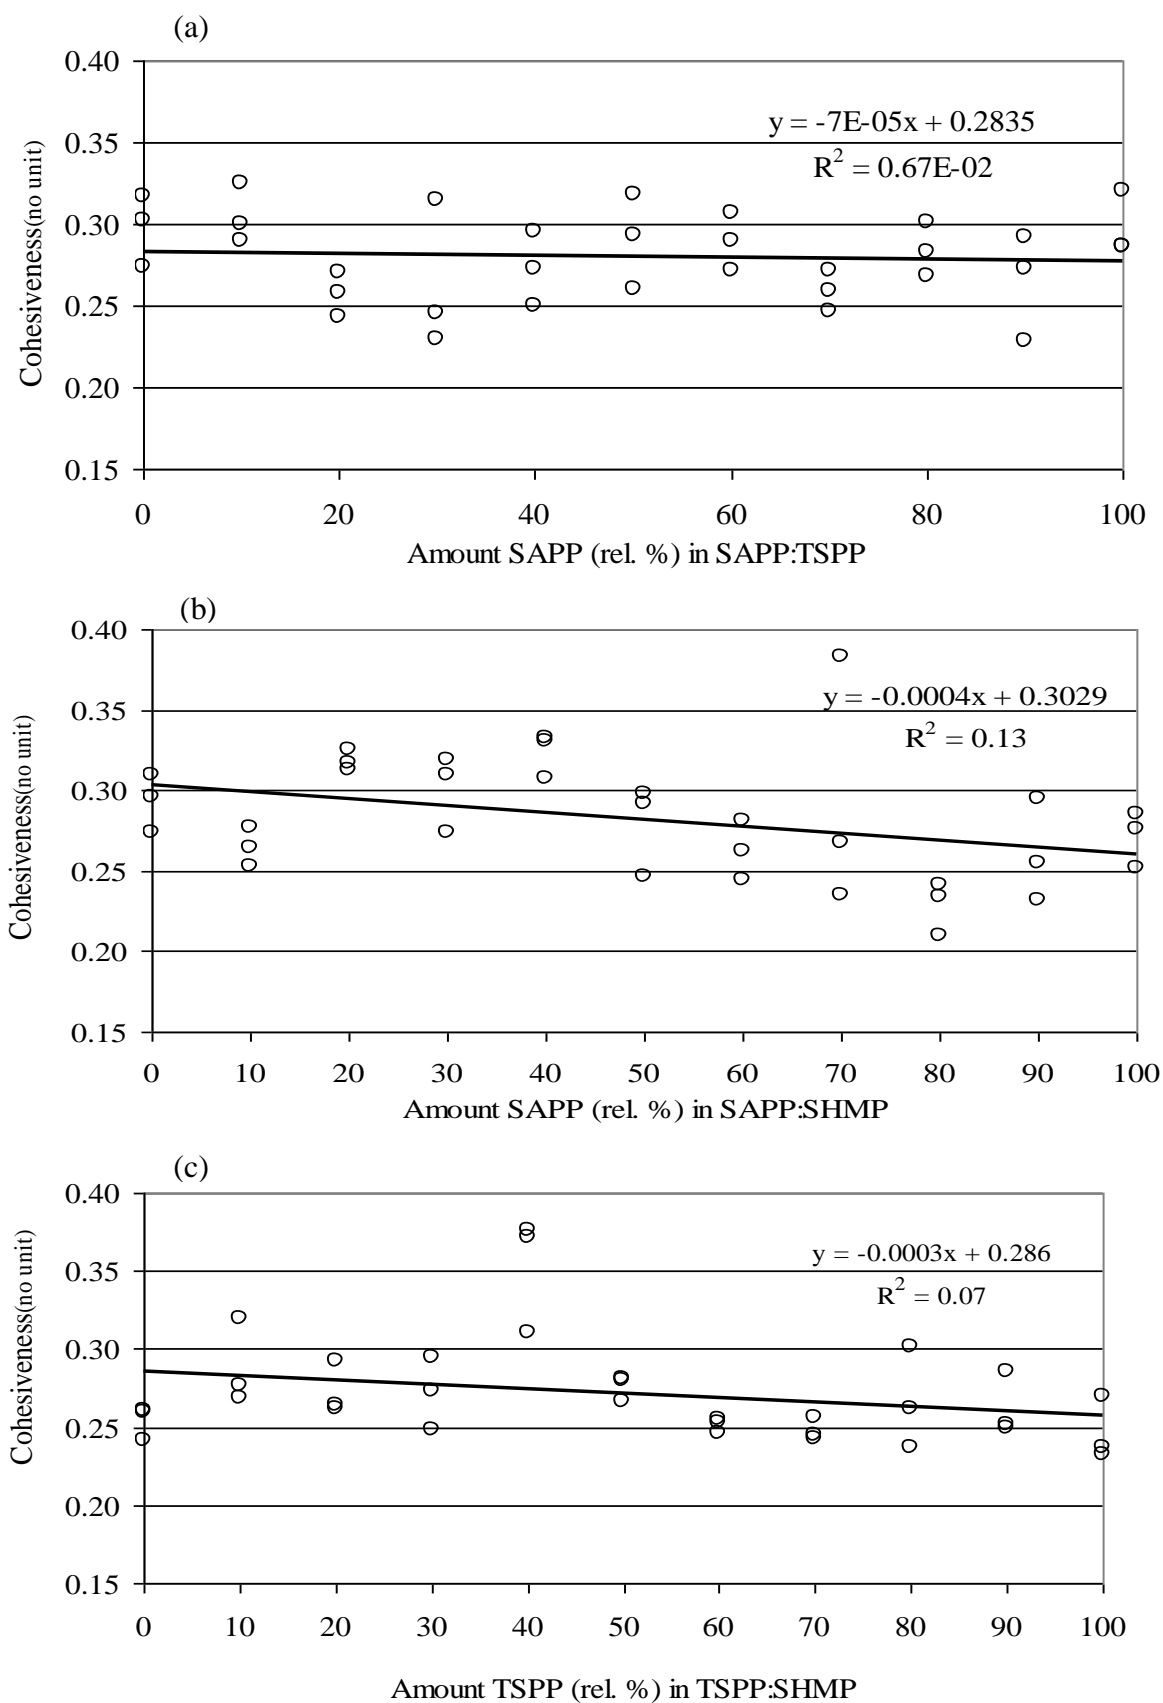 (a)
0.40
0.35
0.30
0.25
0.20
0.15
Cohesiveness(no unit)
y = -7E-05x + 0.2835
R² = 0.67E-02
0 20 40 60 80 100
Amount SAPP (rel. %) in SAPP:TSPP
(b)
0.40
0.35
0.30
0.25
0.20
0.15
Cohesiveness(no unit)
y = -0.0004x + 0.3029
R² = 0.13
0 10 20 30 40 50 60 70 80 90 100
Amount SAPP (rel. %) in SAPP:SHMP
(c)
0.40
0.35
0.30
0.25
0.20
0.15
Cohesiveness(no unit)
y = -0.0003x + 0.286
R² = 0.07
0 10 20 30 40 50 60 70 80 90 100
Amount TSPP (rel. %) in TSPP:SHMP